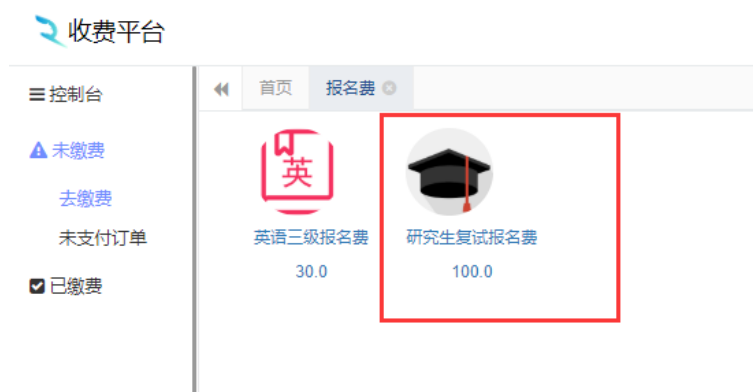 收费平台
控制台
首页
报名费
未缴费
去缴费
未支付订单
已缴费
英
英语三级报名费
30.0
研究生复试报名费
100.0